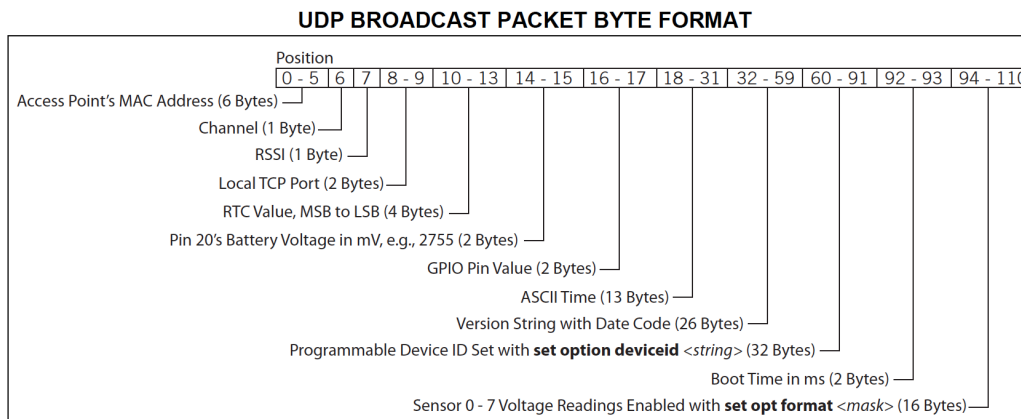 UDP BROADCAST PACKET BYTE FORMAT
Position
0 - 5 6 7 8 - 9 10 - 13 14 - 15 16 - 17 18 - 31 32 - 59 60 - 91 92 - 93 94 - 110
Access Point's MAC Address (6 Bytes)
Channel (1 Byte)
RSSI (1 Byte)
Local TCP Port (2 Bytes)
RTC Value, MSB to LSB (4 Bytes)
Pin 20's Battery Voltage in mV, e.g., 2755 (2 Bytes)
GPIO Pin Value (2 Bytes)
ASCII Time (13 Bytes)
Version String with Date Code (26 Bytes)
Programmable Device ID Set with set option deviceid <string> (32 Bytes)
Boot Time in ms (2 Bytes)
Sensor 0 - 7 Voltage Readings Enabled with set opt format <mask> (16 Bytes)